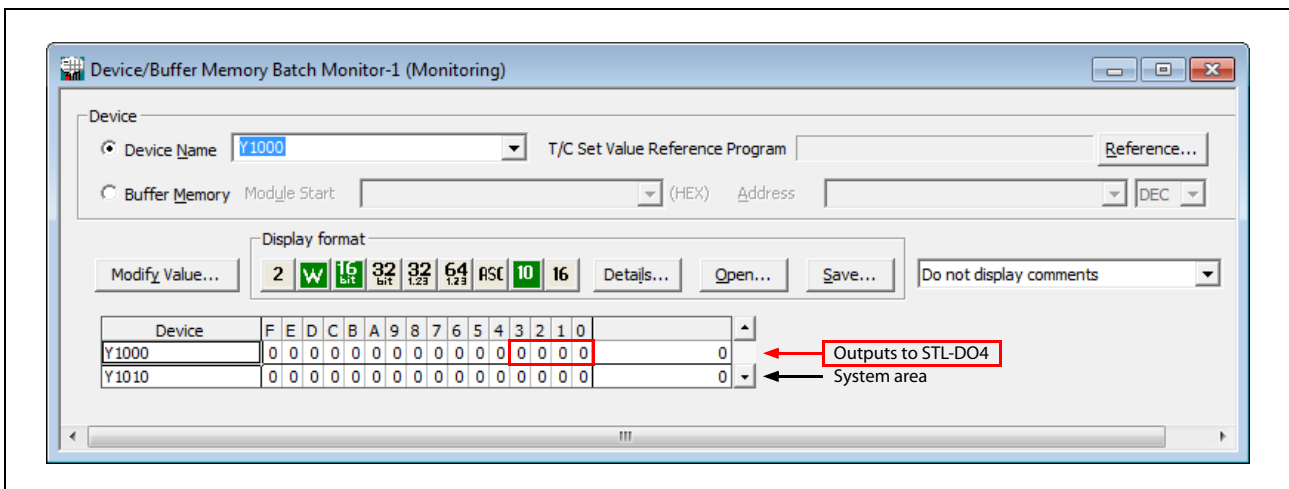 Device/Buffer Memory Batch Monitor-1 (Monitoring)
Device
Device Name Y1000 T/C Set Value Reference Program Reference...
Buffer Memory Module Start (HEX) Address DEC
Display format
Modify Value... 2 W 16 bit 32 bit 32 1.23 64 1.23 ASC 10 16 Details... Open... Save... Do not display comments
Device F E D C B A 9 8 7 6 5 4 3 2 1 0
Y1000 0 0 0 0 0 0 0 0 0 0 0 0 0 0 0 0 0 Outputs to STL-DO4
Y1010 0 0 0 0 0 0 0 0 0 0 0 0 0 0 0 0 0 System area